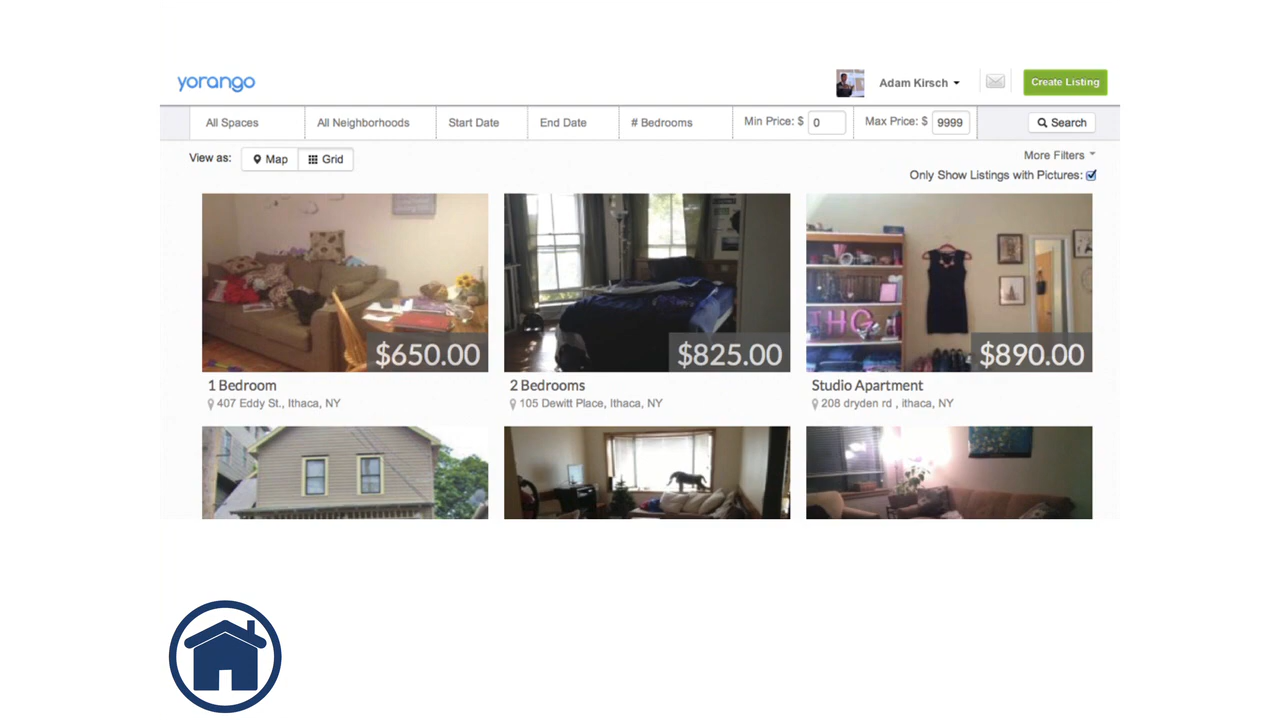 yorango
Adam Kirsch
Create Listing
All Spaces
All Neighborhoods
Start Date
End Date
# Bedrooms
Min Price: $ 0
Max Price: $ 9999
Search
View as: Map Grid
More Filters
Only Show Listings with Pictures:
$650.00
$825.00
$890.00
THG
1 Bedroom
407 Eddy St., Ithaca, NY
2 Bedrooms
105 Dewitt Place, Ithaca, NY
Studio Apartment
208 dryden rd , ithaca, NY